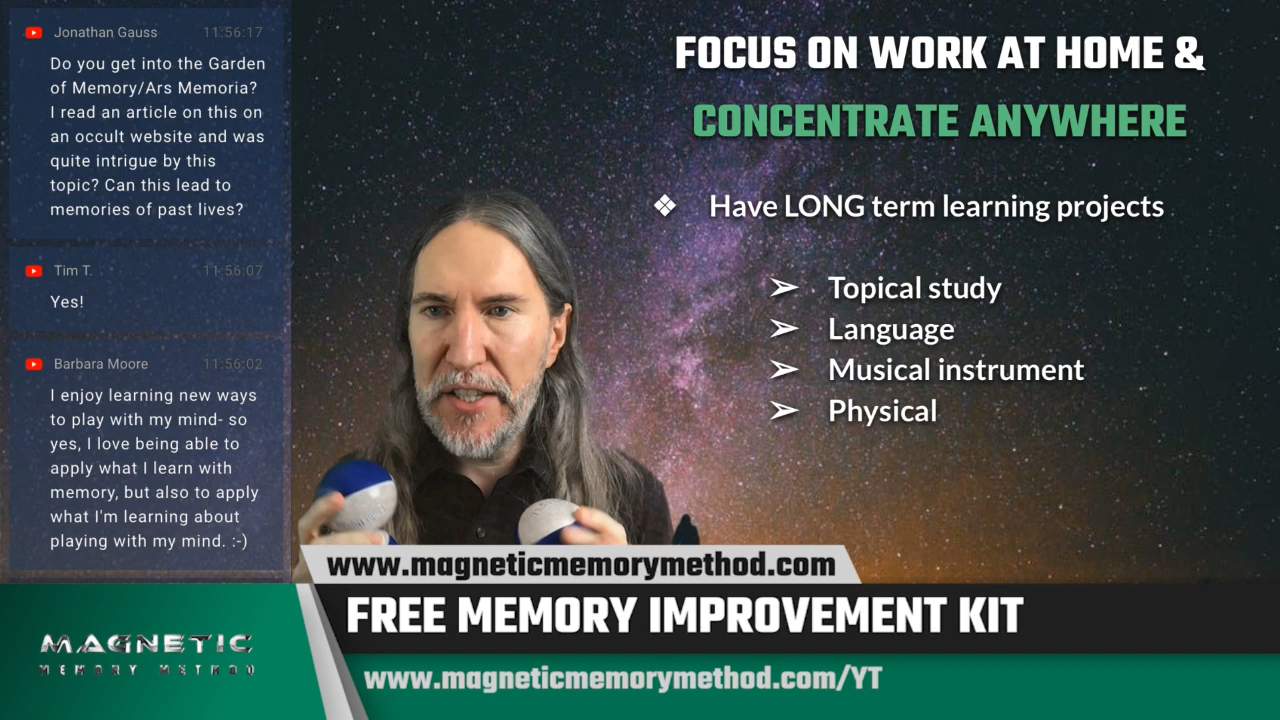 Jonathan Gauss 11:56:17
Do you get into the Garden
of Memory/Ars Memoria?
I read an article on this on
an occult website and was
quite intrigue by this
topic? Can this lead to
memories of past lives?
Tim T. 11:56:07
Yes!
Barbara Moore 11:56:02
I enjoy learning new ways
to play with my mind- so
yes, I love being able to
apply what I learn with
memory, but also to apply
what I'm learning about
playing with my mind. :-)
FOCUS ON WORK AT HOME &
CONCENTRATE ANYWHERE
❖ Have LONG term learning projects
➢ Topical study
➢ Language
➢ Musical instrument
➢ Physical
www.magneticmemorymethod.com
FREE MEMORY IMPROVEMENT KIT
www.magneticmemorymethod.com/YT
MAGNETIC
MEMORY METHOD